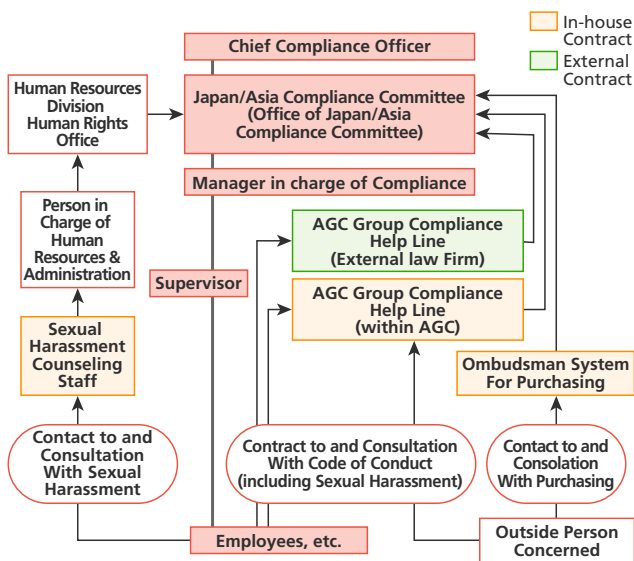 In-house
Contract
External
Contract
Chief Compliance Officer
Human Resources
Division
Human Rights
Office
Japan/Asia Compliance Committee
(Office of Japan/Asia
Compliance Committee)
Manager in charge of Compliance
Person in
Charge of
Human
Resources &
Administration
AGC Group Compliance
Help Line
(External law Firm)
Supervisor
AGC Group Compliance
Help Line
(within AGC)
Sexual
Harassment
Counseling
Staff
Ombudsman System
For Purchasing
Contact to and
Consultation
With Sexual
Harassment
Contract to and Consultation
With Code of Conduct
(including Sexual Harassment)
Contact to and
Consolation
With Purchasing
Employees, etc.
Outside Person
Concerned